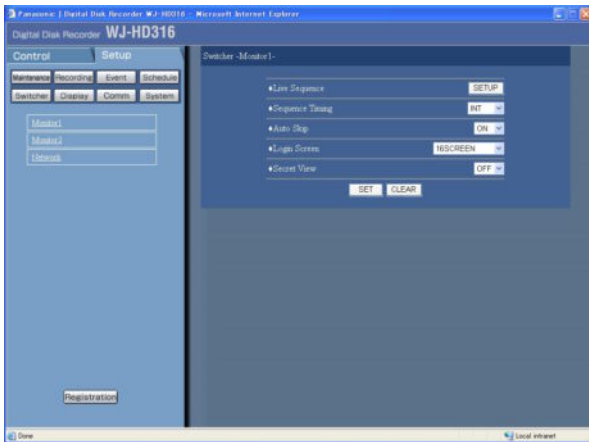 Panasonic | Digital Disk Recorder WJ-HD316 - Microsoft Internet Explorer
Digital Disk Recorder WJ-HD316
Control Setup
Maintenance Recording Event Schedule
Switcher Display Comm System
Monitor1
Monitor2
Network
Registration
Switcher -Monitor1-
♦Live Sequence SETUP
♦Sequence Timing INT
♦Auto Skip ON
♦Login Screen 16SCREEN
♦Secret View OFF
SET CLEAR
Done Local intranet